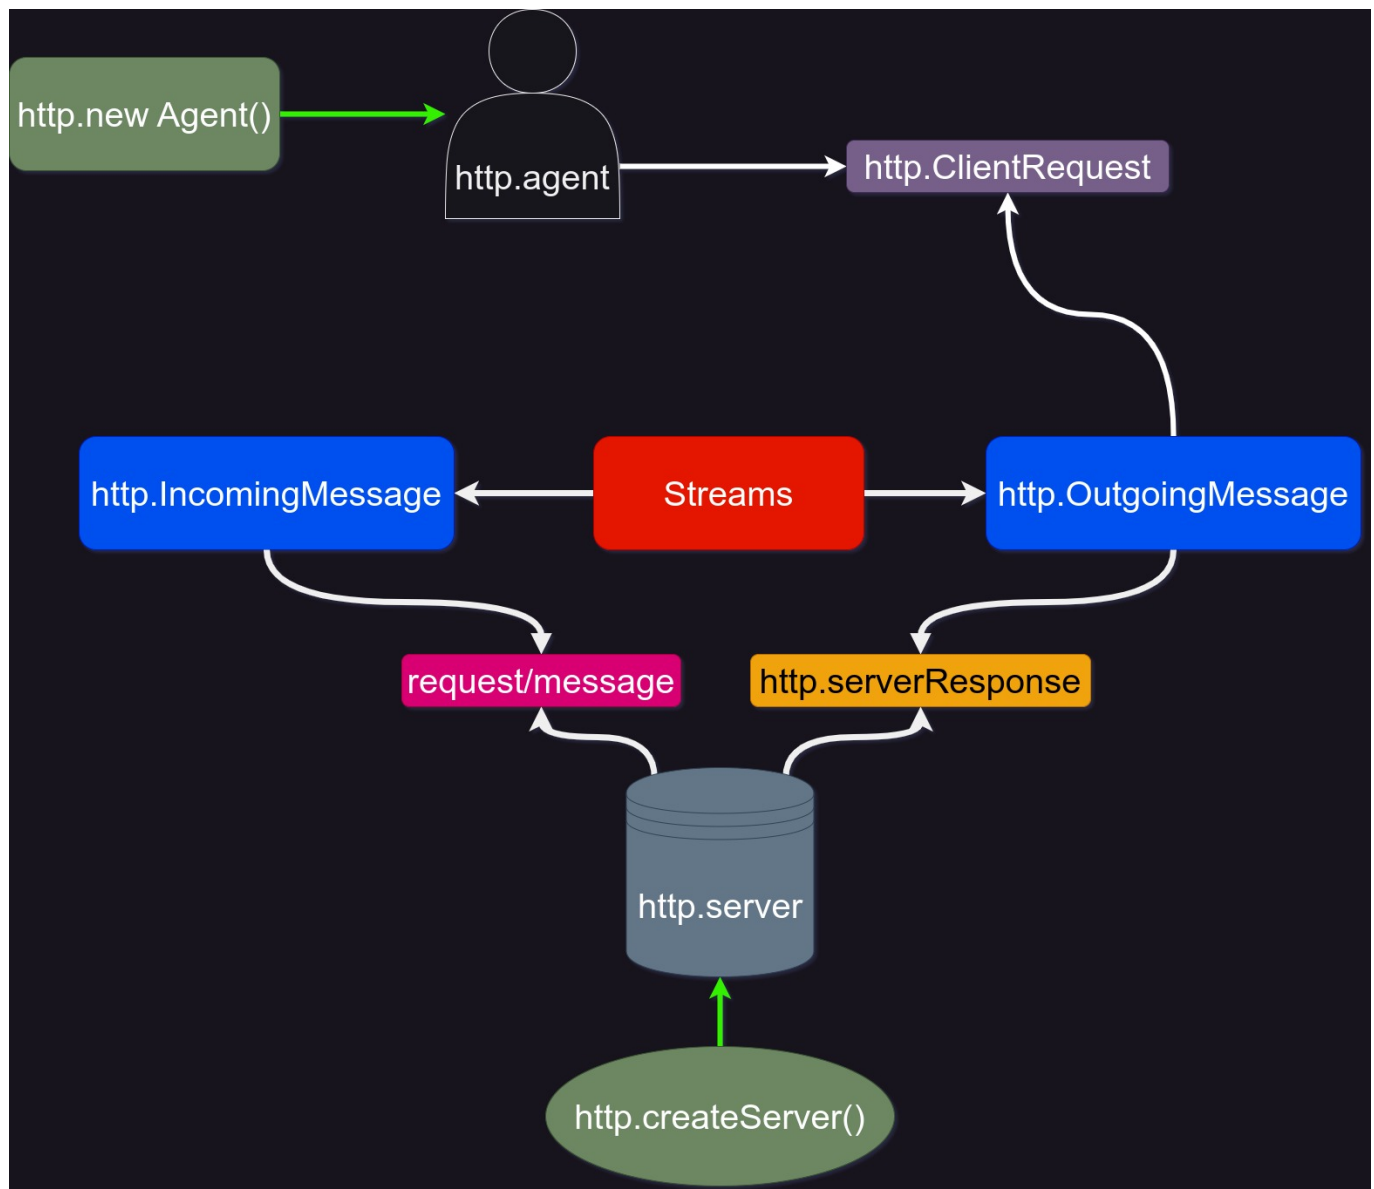 http.new Agent()
http.agent
http.ClientRequest
http.IncomingMessage
Streams
http.OutgoingMessage
request/message
http.serverResponse
http.server
http.createServer()